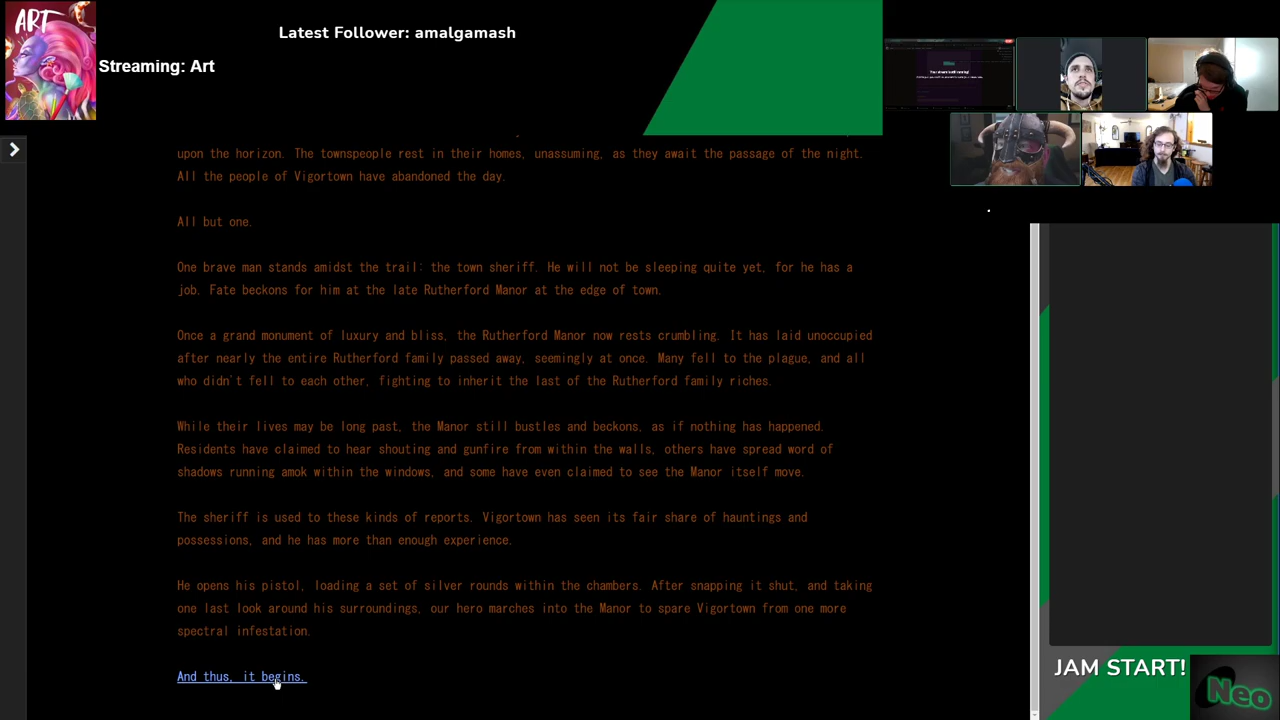 ART
Latest Follower: amalgamash
Streaming: Art
upon the horizon. The townspeople rest in their homes, unassuming, as they await the passage of the night.
All the people of Vigortown have abandoned the day.
All but one.
One brave man stands amidst the trail: the town sheriff. He will not be sleeping quite yet, for he has a
job. Fate beckons for him at the late Rutherford Manor at the edge of town.
Once a grand monument of luxury and bliss, the Rutherford Manor now rests crumbling. It has laid unoccupied
after nearly the entire Rutherford family passed away, seemingly at once. Many fell to the plague, and all
who didn't fell to each other, fighting to inherit the last of the Rutherford family riches.
While their lives may be long past, the Manor still bustles and beckons, as if nothing has happened.
Residents have claimed to hear shouting and gunfire from within the walls, others have spread word of
shadows running amok within the windows, and some have even claimed to see the Manor itself move.
The sheriff is used to these kinds of reports. Vigortown has seen its fair share of hauntings and
possessions, and he has more than enough experience.
He opens his pistol, loading a set of silver rounds within the chambers. After snapping it shut, and taking
one last look around his surroundings, our hero marches into the Manor to spare Vigortown from one more
spectral infestation.
And thus, it begins.
JAM START!
Neo